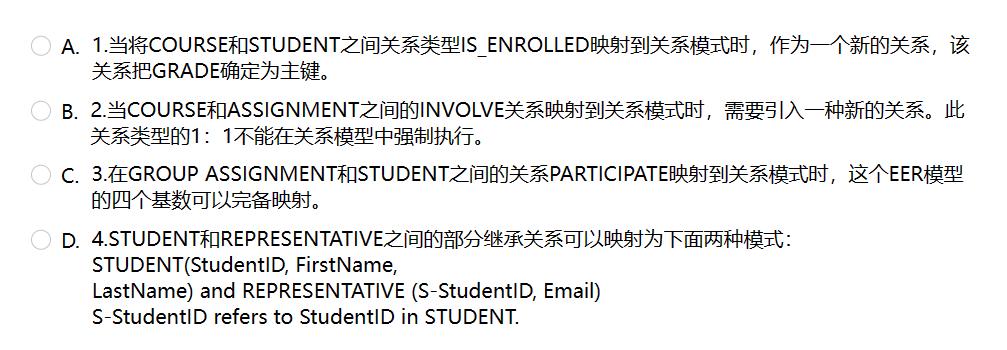 A. 1.当将COURSE和STUDENT之间关系类型IS_ENROLLED映射到关系模式时，作为一个新的关系，该
关系把GRADE确定为主键。
B. 2.当COURSE和ASSIGNMENT之间的INVOLVE关系映射到关系模式时，需要引入一种新的关系。此
关系类型的1：1不能在关系模型中强制执行。
C. 3.在GROUP ASSIGNMENT和STUDENT之间的关系PARTICIPATE映射到关系模式时，这个EER模型
的四个基数可以完备映射。
D. 4.STUDENT和REPRESENTATIVE之间的部分继承关系可以映射为下面两种模式：
STUDENT(StudentID, FirstName,
LastName) and REPRESENTATIVE (S-StudentID, Email)
S-StudentID refers to StudentID in STUDENT.